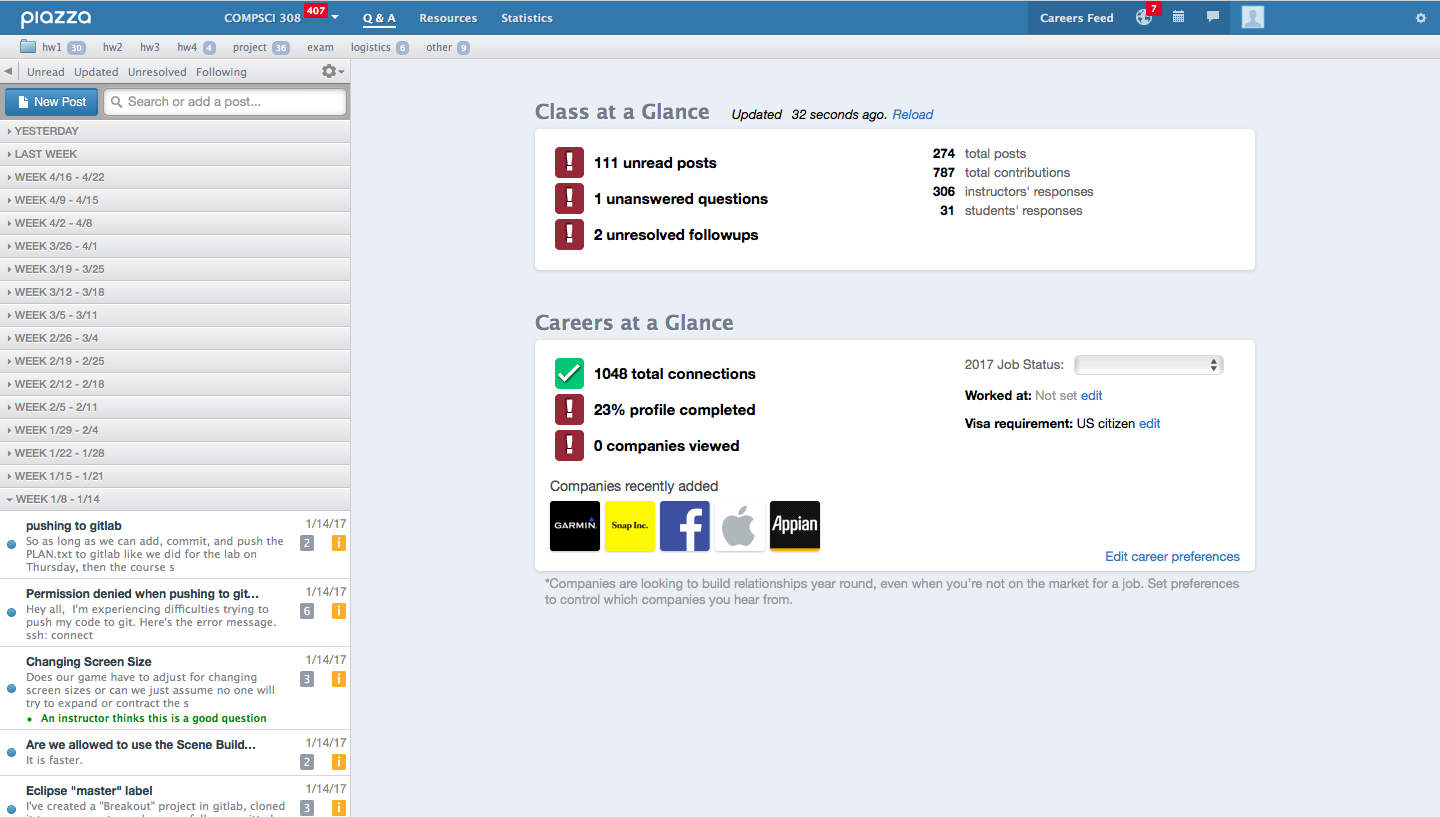 piazza
COMPSCI 308 407
Q & A
Resources
Statistics
Careers Feed
7
hw1 30
hw2
hw3
hw4 4
project 36
exam
logistics 6
other 9
Unread Updated Unresolved Following
New Post
Search or add a post...
YESTERDAY
LAST WEEK
WEEK 4/16 - 4/22
WEEK 4/9 - 4/15
WEEK 4/2 - 4/8
WEEK 3/26 - 4/1
WEEK 3/19 - 3/25
WEEK 3/12 - 3/18
WEEK 3/5 - 3/11
WEEK 2/26 - 3/4
WEEK 2/19 - 2/25
WEEK 2/12 - 2/18
WEEK 2/5 - 2/11
WEEK 1/29 - 2/4
WEEK 1/22 - 1/28
WEEK 1/15 - 1/21
WEEK 1/8 - 1/14
pushing to gitlab 1/14/17
So as long as we can add, commit, and push the 2 i
PLAN.txt to gitlab like we did for the lab on
Thursday, then the course s
Permission denied when pushing to git... 1/14/17
Hey all, I'm experiencing difficulties trying to 6 i
push my code to git. Here's the error message.
ssh: connect
Changing Screen Size 1/14/17
Does our game have to adjust for changing 3 i
screen sizes or can we just assume no one will
try to expand or contract the s
• An instructor thinks this is a good question
Are we allowed to use the Scene Build... 1/14/17
It is faster. 2 i
Eclipse "master" label 1/14/17
I've created a "Breakout" project in gitlab, cloned 3 i
Class at a Glance Updated 32 seconds ago. Reload
! 111 unread posts
! 1 unanswered questions
! 2 unresolved followups
274 total posts
787 total contributions
306 instructors' responses
31 students' responses
Careers at a Glance
1048 total connections
! 23% profile completed
! 0 companies viewed
2017 Job Status:
Worked at: Not set edit
Visa requirement: US citizen edit
Companies recently added
GARMIN
Snap Inc.
f
Appian
Edit career preferences
*Companies are looking to build relationships year round, even when you're not on the market for a job. Set preferences
to control which companies you hear from.